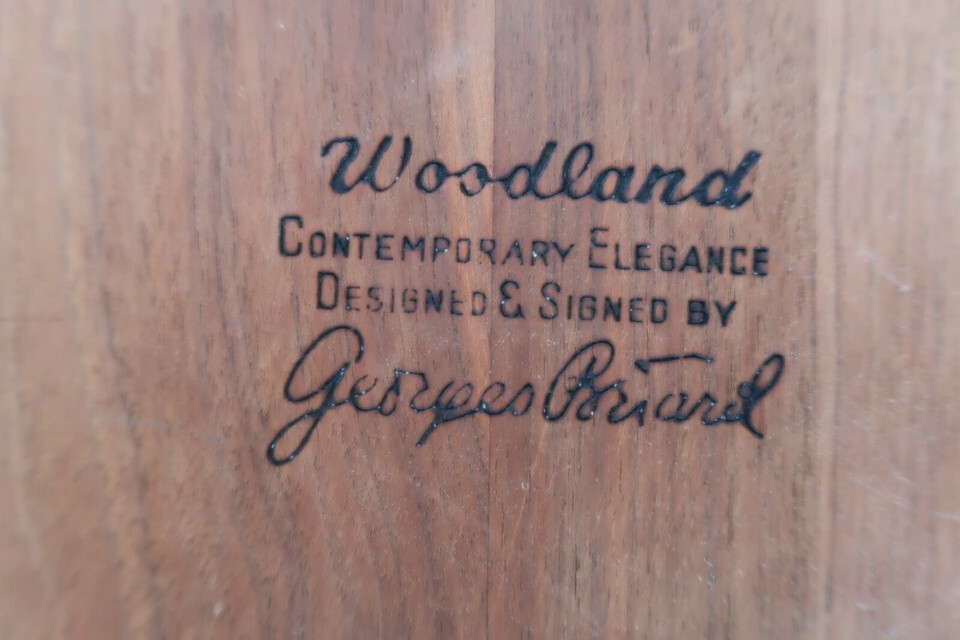 Woodland
CONTEMPORARY ELEGANCE
DESIGNED & SIGNED BY
Georges Briard